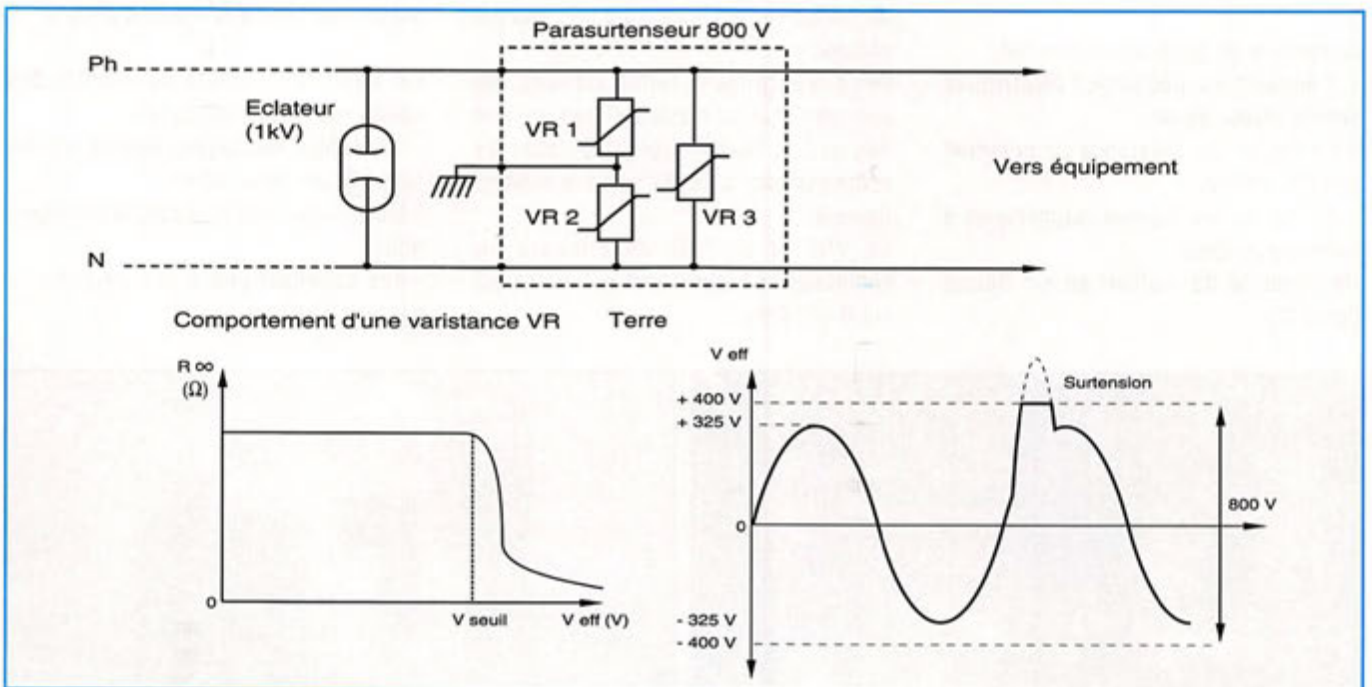 Parasurtenseur 800 V
Ph
Eclateur
(1kV)
VR 1
VR 2
VR 3
Vers équipement
N
Comportement d'une varistance VR
Terre
R ∞
(Ω)
0
V seuil
V eff (V)
V eff
Surtension
+ 400 V
+ 325 V
0
800 V
- 325 V
- 400 V